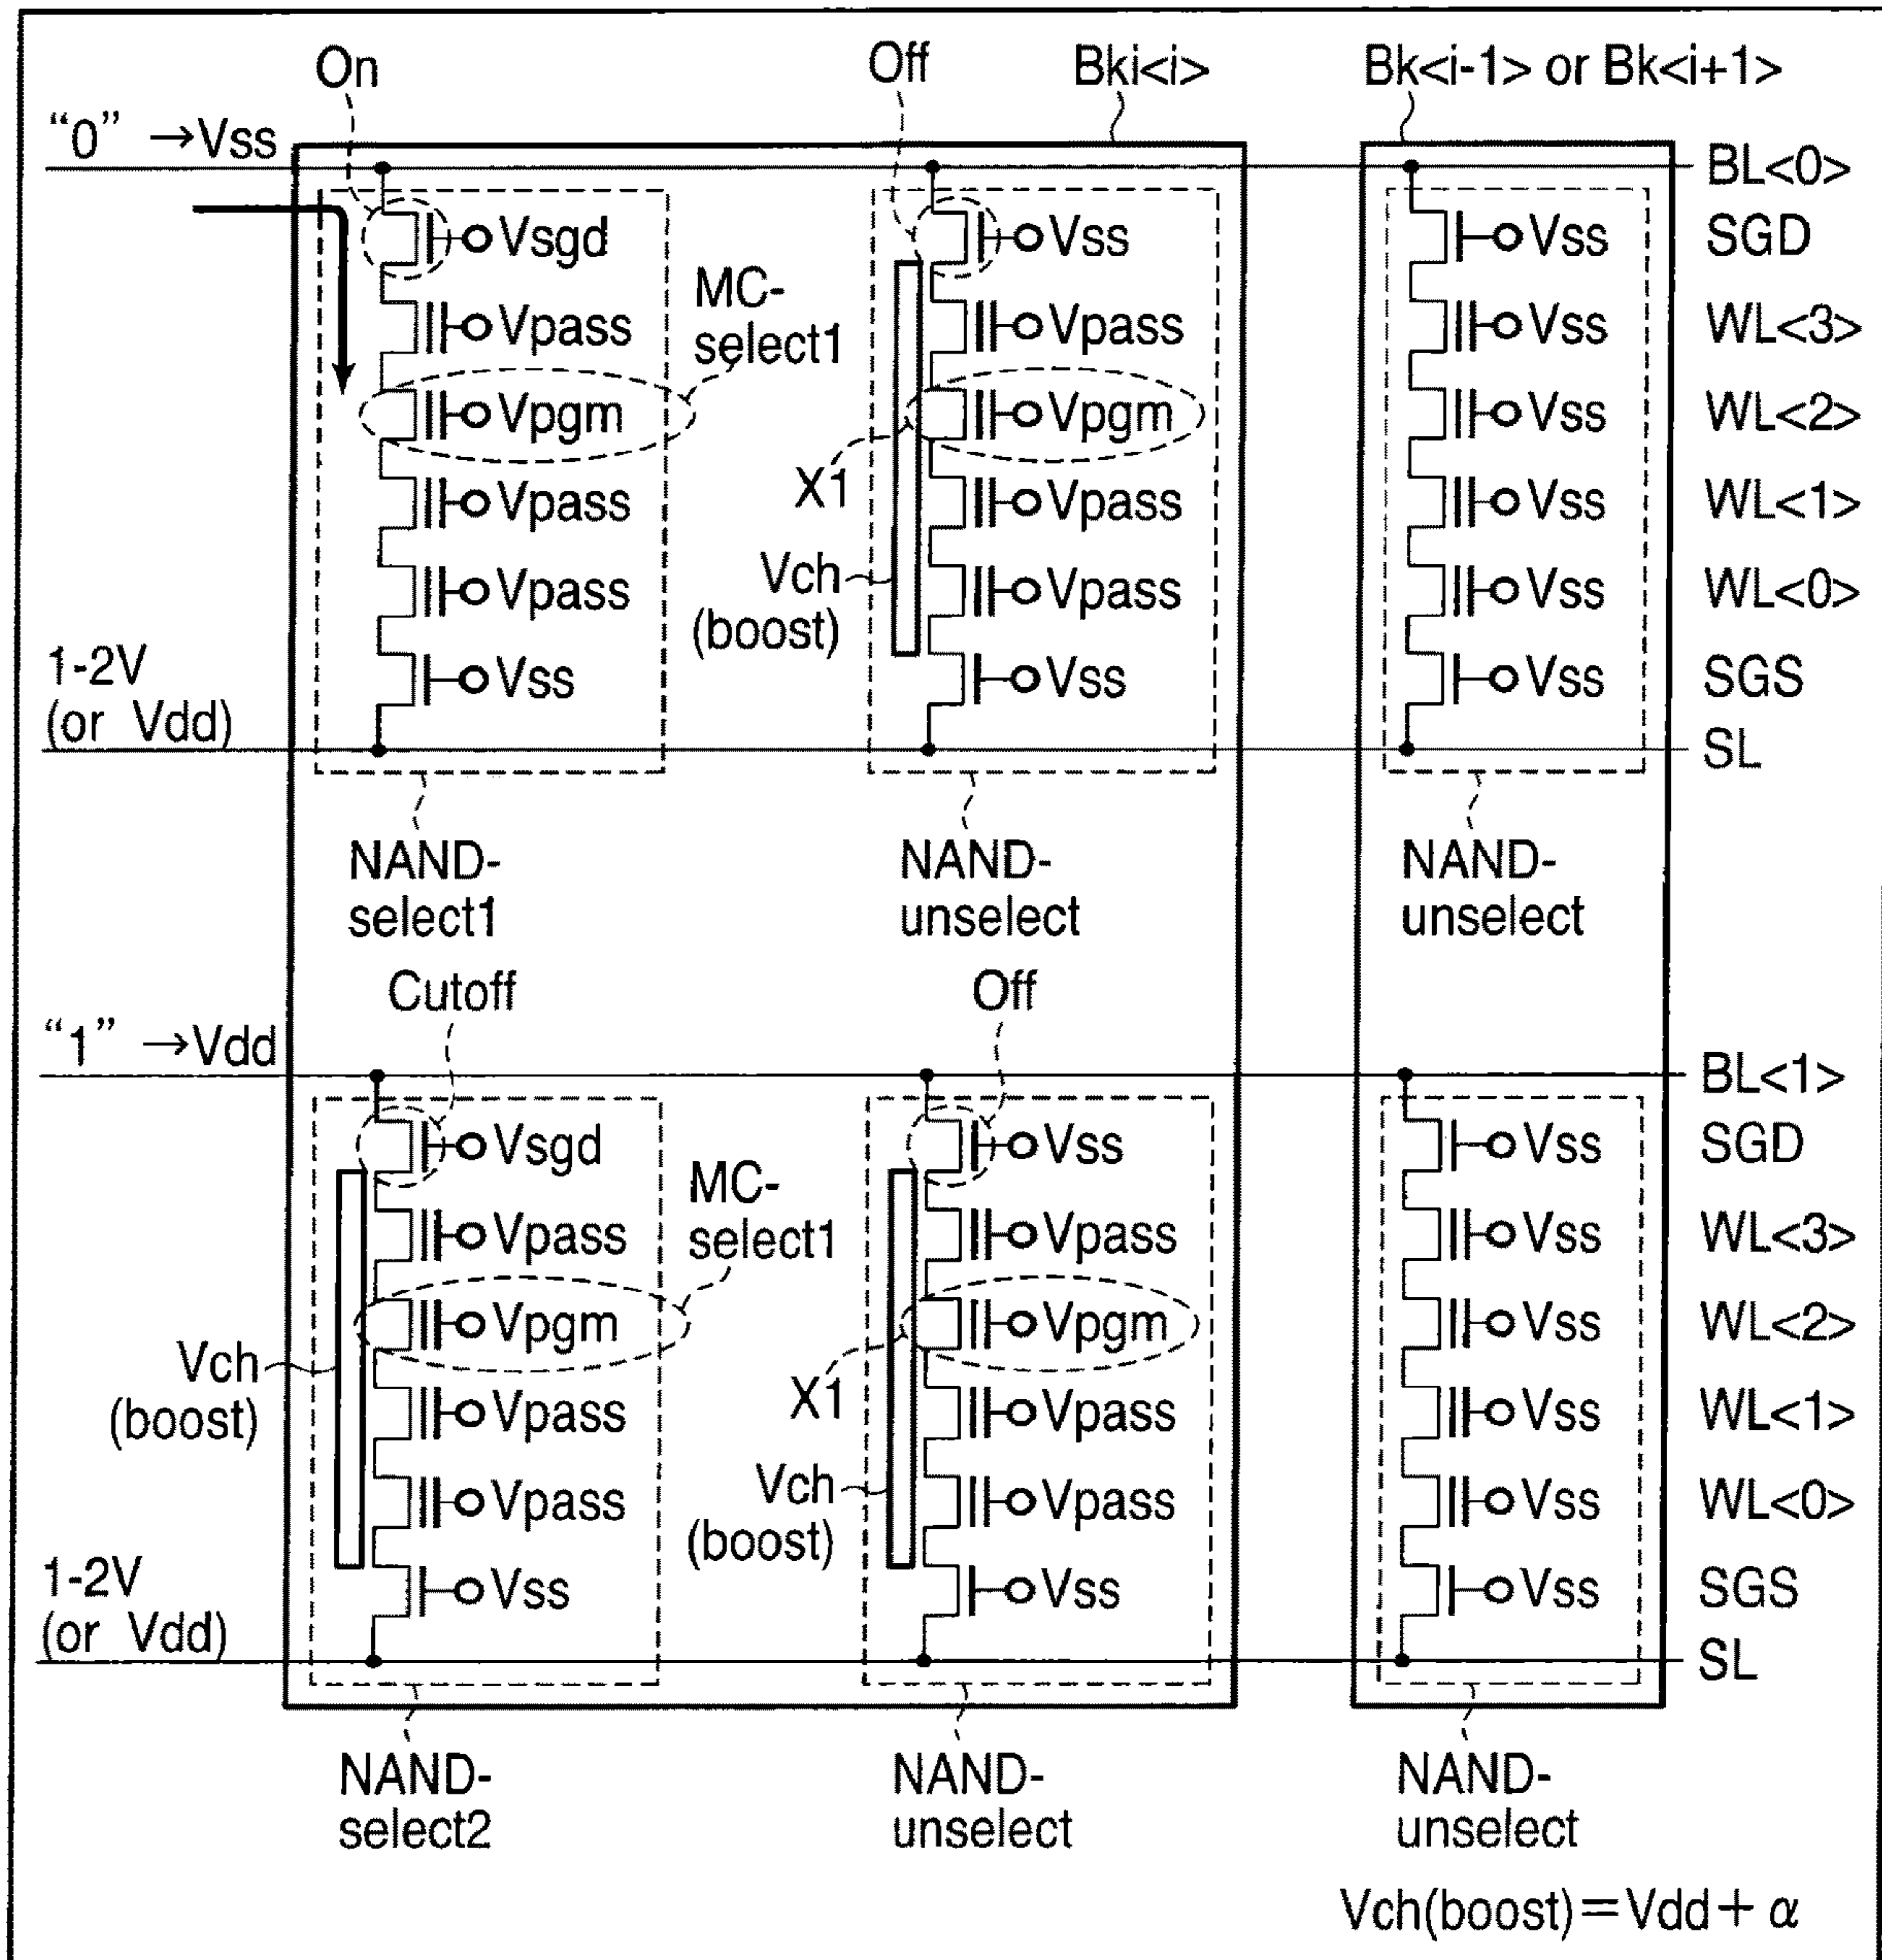 On Off Bki<i> Bk<i-1> or Bk<i+1>
“0” →Vss BL<0>
Vsgd Vss Vss SGD
MC-
select1
Vpass Vpass Vss WL<3>
Vpgm Vpgm Vss WL<2>
X1
Vpass Vpass Vss WL<1>
Vch
(boost)
Vpass Vpass Vss WL<0>
1-2V
(or Vdd)
Vss Vss Vss SGS
SL
NAND-
select1
NAND-
unselect
NAND-
unselect
Cutoff Off
“1” →Vdd BL<1>
Vsgd Vss Vss SGD
MC-
select1
Vpass Vpass Vss WL<3>
Vpgm Vpgm Vss WL<2>
Vch
(boost)
X1
Vpass Vpass Vss WL<1>
Vch
(boost)
Vpass Vpass Vss WL<0>
1-2V
(or Vdd)
Vss Vss Vss SGS
SL
NAND-
select2
NAND-
unselect
NAND-
unselect
Vch(boost)=Vdd+ α